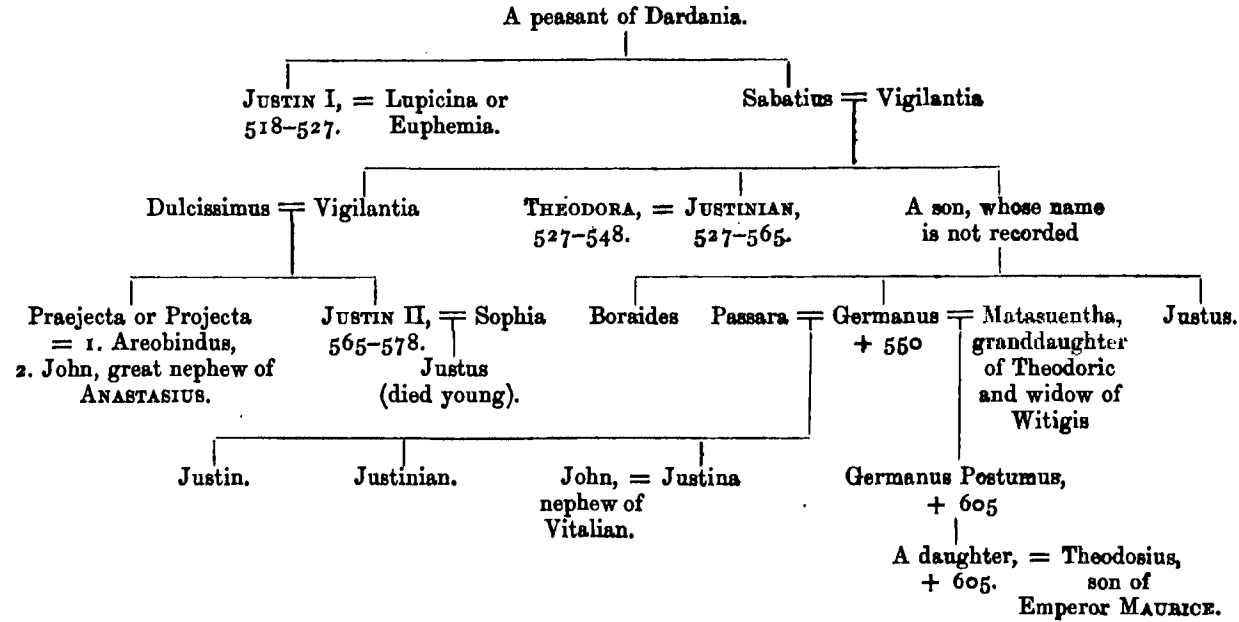 A peasant of Dardania.
JUSTIN I, = Lupicina or
518–527. Euphemia.
Sabatius = Vigilantia
Dulcissimus = Vigilantia
THEODORA, = JUSTINIAN,
527–548. 527–565.
A son, whose name
is not recorded
Praejecta or Projecta
= 1. Areobindus,
2. John, great nephew of
ANASTASIUS.
JUSTIN II, = Sophia
565–578.
Justus
(died young).
Boraides
Passara = Germanus = Matasuentha,
+ 550 granddaughter
of Theodoric
and widow of
Witigis
Justus.
Justin.
Justinian.
John, = Justina
nephew of
Vitalian.
Germanus Postumus,
+ 605
A daughter, = Theodosius,
+ 605. son of
Emperor MAURICE.